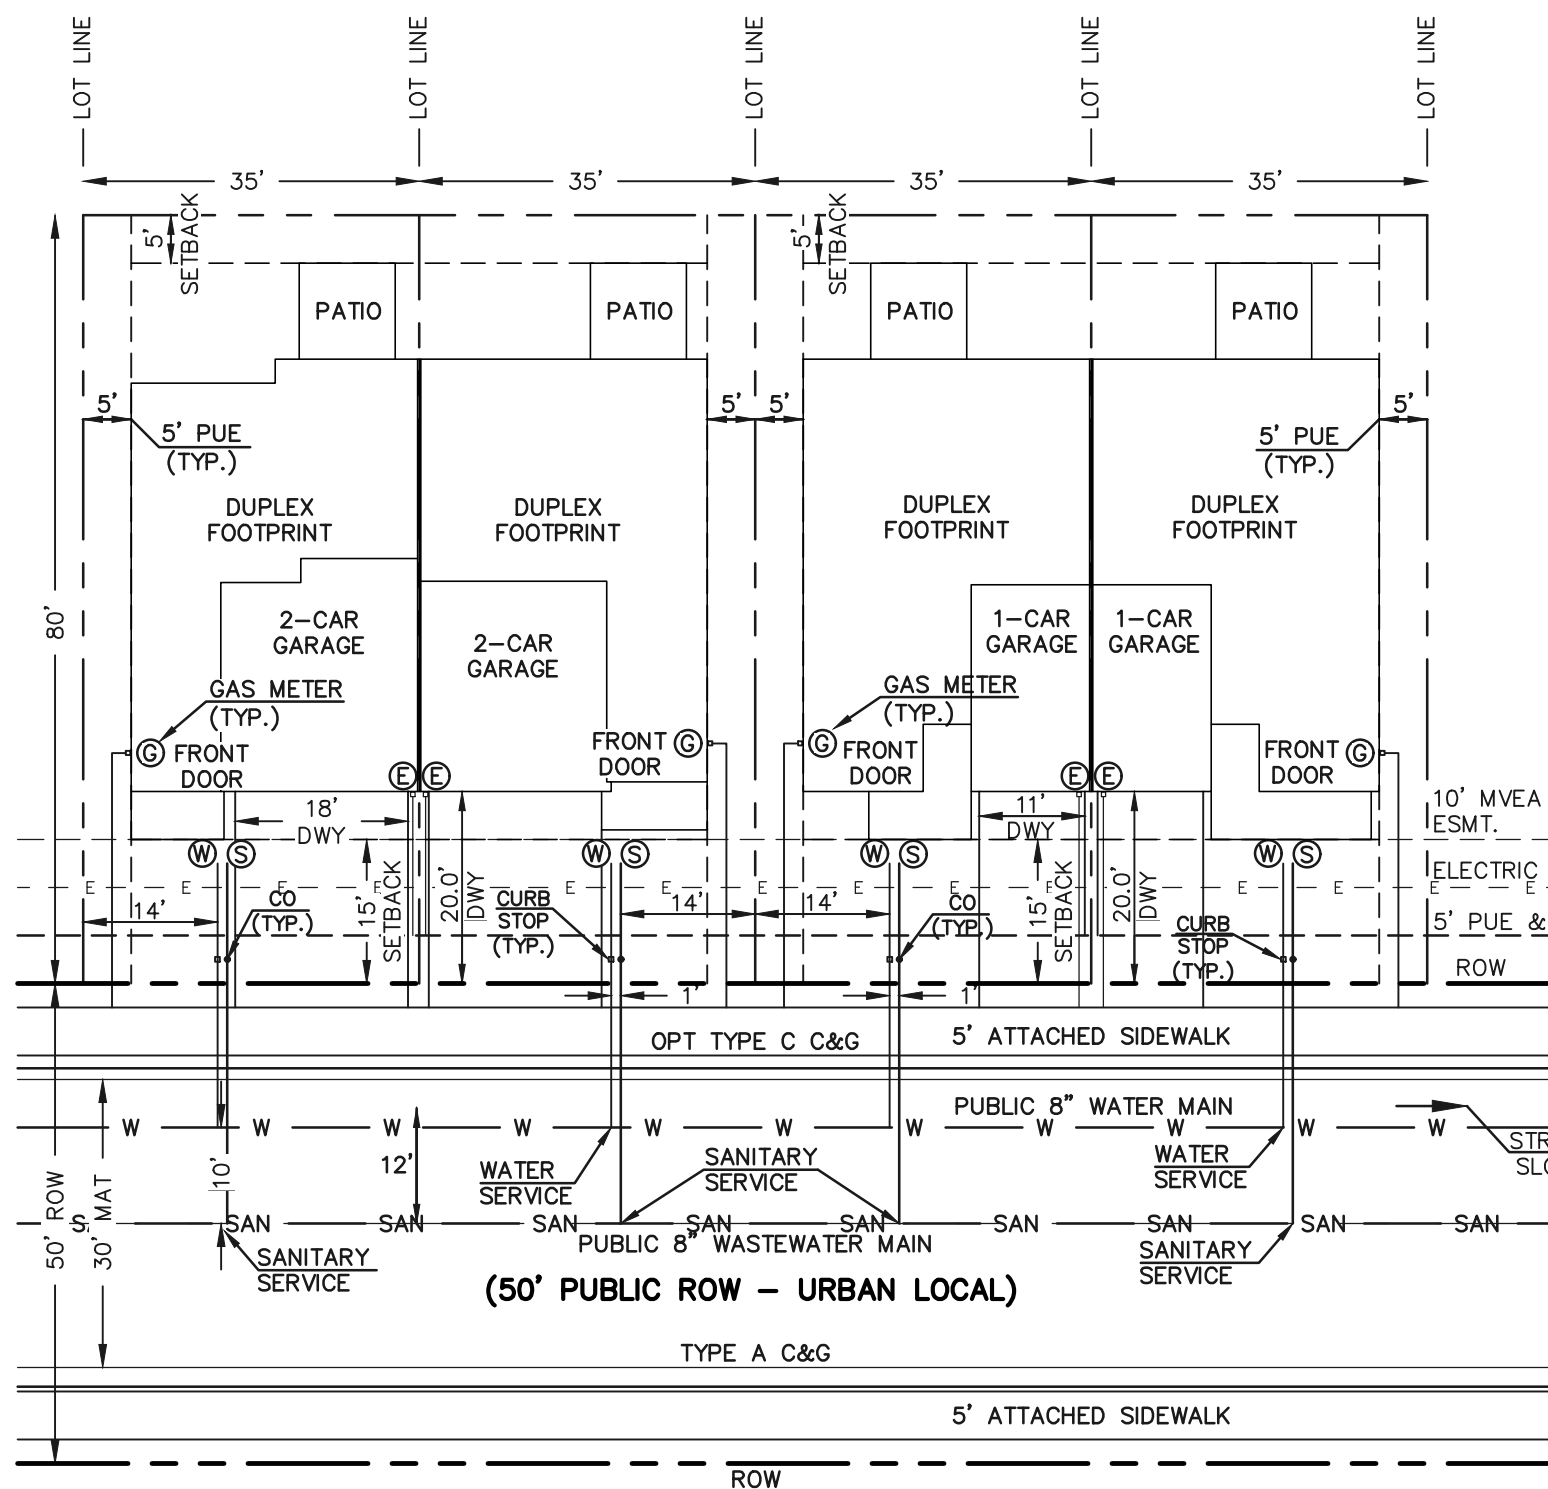 LOT LINE
LOT LINE
LOT LINE
LOT LINE
LOT LINE
35'
35'
35'
35'
5'
SETBACK
5'
SETBACK
PATIO
PATIO
PATIO
PATIO
5'
5'
5'
5'
5' PUE
(TYP.)
5' PUE
(TYP.)
DUPLEX
FOOTPRINT
DUPLEX
FOOTPRINT
DUPLEX
FOOTPRINT
DUPLEX
FOOTPRINT
80'
2-CAR
GARAGE
2-CAR
GARAGE
1-CAR
GARAGE
1-CAR
GARAGE
GAS METER
(TYP.)
GAS METER
(TYP.)
G
FRONT
DOOR
FRONT
DOOR
G
G
FRONT
DOOR
FRONT
DOOR
G
E
E
E
E
18'
DWY
11'
DWY
10' MVEA
ESMT.
W
S
W
S
W
S
W
S
15'
SETBACK
20.0'
DWY
15'
SETBACK
20.0'
DWY
ELECTRIC
E E E E E E E E E E E E E E E E
14'
CO
(TYP.)
CURB
STOP
(TYP.)
14'
14'
CO
(TYP.)
CURB
STOP
(TYP.)
5' PUE &
ROW
1'
1'
OPT TYPE C C&G
5' ATTACHED SIDEWALK
PUBLIC 8" WATER MAIN
W W W W W W W W W W W
12'
10'
WATER
SERVICE
SANITARY
SERVICE
WATER
SERVICE
50' ROW
30' MAT
S SAN SAN SAN SAN SAN SAN SAN SAN SAN
PUBLIC 8" WASTEWATER MAIN
SANITARY
SERVICE
SANITARY
SERVICE
(50' PUBLIC ROW – URBAN LOCAL)
TYPE A C&G
5' ATTACHED SIDEWALK
ROW